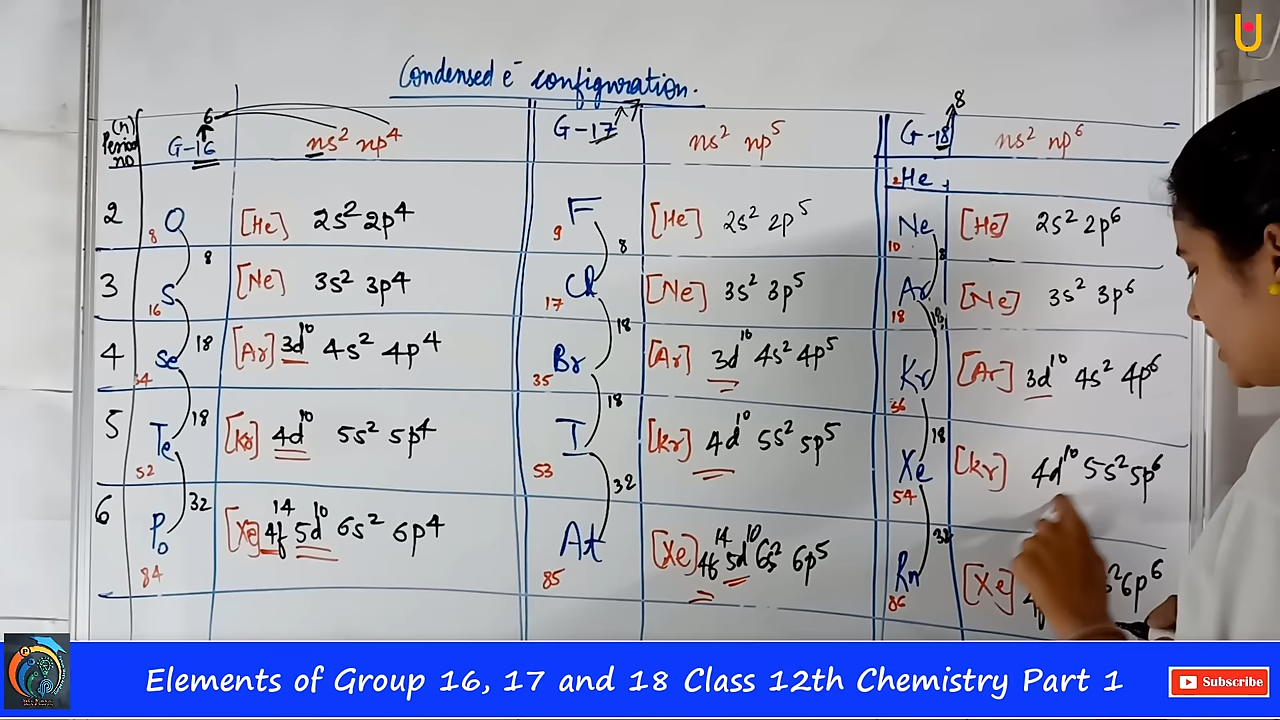 Condensed e⁻ configuration.
(n) Period no G-16 6 ns² np⁴ G-17 7 ns² np⁵ G-18 8 ns² np⁶
2He
2 8 O [He] 2s² 2p⁴ 9 F [He] 2s² 2p⁵ 10 Ne [He] 2s² 2p⁶
8 8 8
3 16 S [Ne] 3s² 3p⁴ 17 Cl [Ne] 3s² 3p⁵ 18 Ar [Ne] 3s² 3p⁶
18 18 18
4 34 Se [Ar] 3d¹⁰ 4s² 4p⁴ 35 Br [Ar] 3d¹⁰ 4s² 4p⁵ 36 Kr [Ar] 3d¹⁰ 4s² 4p⁶
18 18 18
5 52 Te [Kr] 4d¹⁰ 5s² 5p⁴ 53 I [Kr] 4d¹⁰ 5s² 5p⁵ 54 Xe [Kr] 4d¹⁰ 5s² 5p⁶
32 32 32
6 84 Po [Xe] 4f¹⁴ 5d¹⁰ 6s² 6p⁴ 85 At [Xe] 4f¹⁴ 5d¹⁰ 6s² 6p⁵ 86 Rn [Xe] 6p⁶
Elements of Group 16, 17 and 18 Class 12th Chemistry Part 1
Subscribe